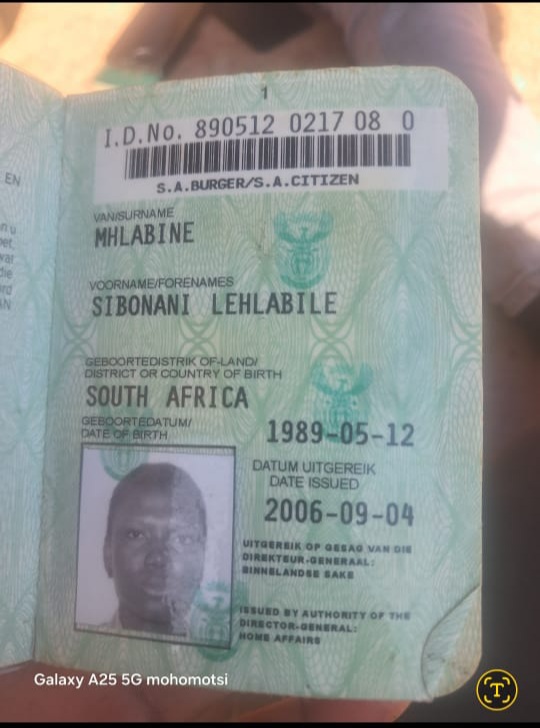 EN
1
I.D.No. 890512 0217 08 0
S.A.BURGER/S.A.CITIZEN
VAN/SURNAME
MHLABINE
VOORNAME/FORENAMES
SIBONANI LEHLABILE
GEBOORTEDISTRIK OF-LAND/
DISTRICT OR COUNTRY OF BIRTH
SOUTH AFRICA
GEBOORTEDATUM/
DATE OF BIRTH
1989-05-12
DATUM UITGEREIK
DATE ISSUED
2006-09-04
UITGEREIK OP GESAG VAN DIE
DIREKTEUR-GENERAAL:
BINNELANDSE SAKE
ISSUED BY AUTHORITY OF THE
DIRECTOR-GENERAL:
HOME AFFAIRS
Galaxy A25 5G mohomotsi